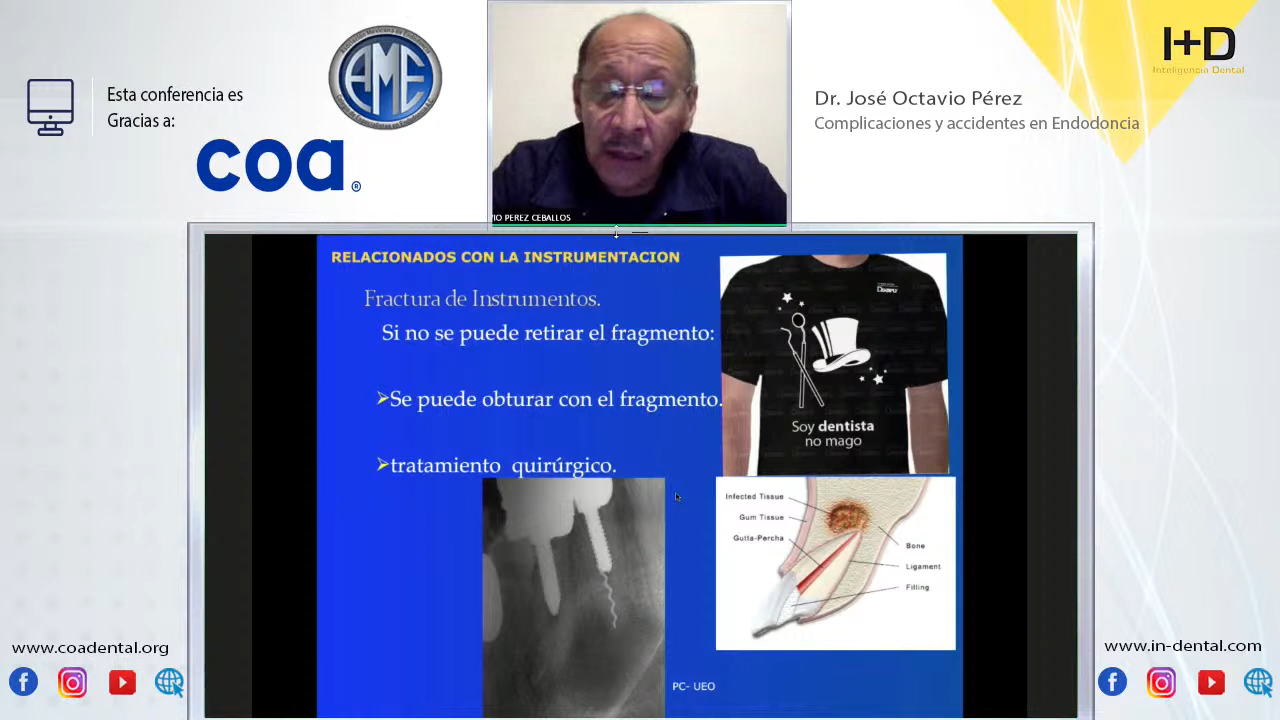 Esta conferencia es
Gracias a:
AME
coa®
IO PEREZ CEBALLOS
Dr. José Octavio Pérez
Complicaciones y accidentes en Endodoncia
I+D
Inteligencia Dental
RELACIONADOS CON LA INSTRUMENTACION
Fractura de Instrumentos.
Si no se puede retirar el fragmento:
➢Se puede obturar con el fragmento.
➢tratamiento quirúrgico.
Soy dentista
no mago
Infected Tissue
Gum Tissue
Gutta-Percha
Bone
Ligament
Filling
PC- UEO
www.coadental.org
www.in-dental.com